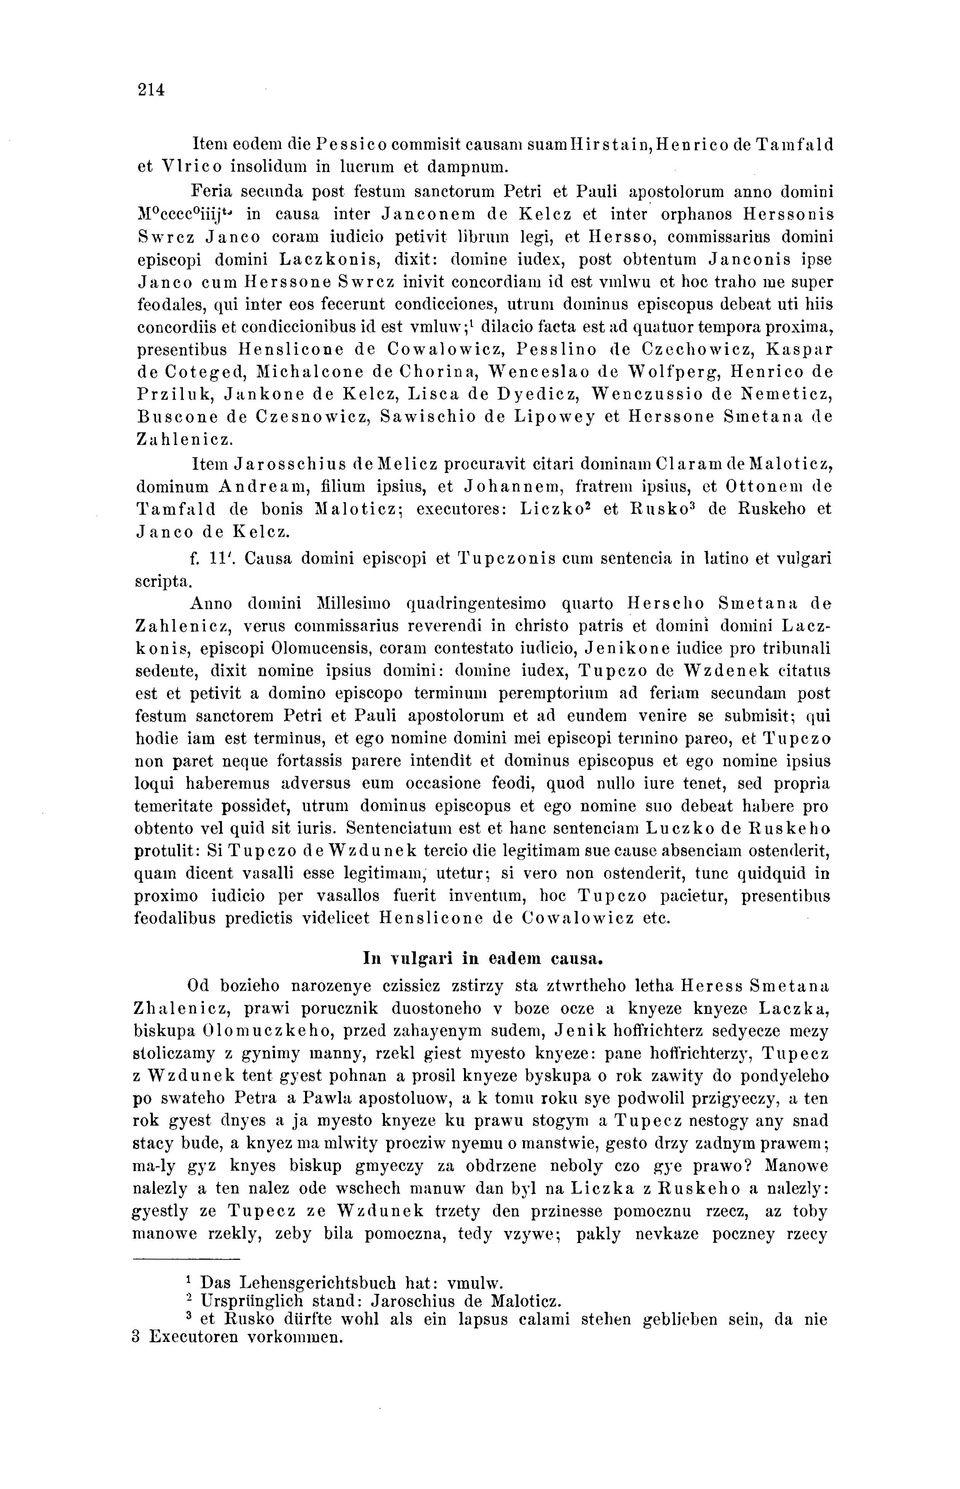 214
Item eodem die Pessico commisit causam suam Hirstain, Henrico de Tamfald
et Vlrico insolidum in lucrum et dampnum.
Feria secunda post festum sanctorum Petri et Pauli apostolorum anno domini
M⁰cccc⁰iiijᵗᵒ in causa inter Janconem de Kelcz et inter orphanos Herssonis
Swrcz Janco coram iudicio petivit librum legi, et Hersso, commissarius domini
episcopi domini Laczkonis, dixit: domine iudex, post obtentum Janconis ipse
Janco cum Herssone Swrcz inivit concordiam id est vmlwu et hoc traho me super
feodales, qui inter eos fecerunt condicciones, utrum dominus episcopus debeat uti hiis
concordiis et condiccionibus id est vmluw;¹ dilacio facta est ad quatuor tempora proxima,
presentibus Henslicone de Cowalowicz, Pesslino de Czechowicz, Kaspar
de Coteged, Michalcone de Chorina, Wenceslao de Wolfperg, Henrico de
Prziluk, Jankone de Kelcz, Lisca de Dyedicz, Wenczussio de Nemeticz,
Buscone de Czesnowicz, Sawischio de Lipowey et Herssone Smetana de
Zahlenicz.
Item Jarosschius de Melicz procuravit citari dominam Claram de Maloticz,
dominum Andream, filium ipsius, et Johannem, fratrem ipsius, et Ottonem de
Tamfald de bonis Maloticz; executores: Liczko² et Rusko³ de Ruskeho et
Janco de Kelcz.
f. 11′. Causa domini episcopi et Tupczonis cum sentencia in latino et vulgari
scripta.
Anno domini Millesimo quadringentesimo quarto Herscho Smetana de
Zahlenicz, verus commissarius reverendi in christo patris et domini domini Lacz-
konis, episcopi Olomucensis, coram contestato iudicio, Jenikone iudice pro tribunali
sedente, dixit nomine ipsius domini: domine iudex, Tupczo de Wzdenek citatus
est et petivit a domino episcopo terminum peremptorium ad feriam secundam post
festum sanctorem Petri et Pauli apostolorum et ad eundem venire se submisit; qui
hodie iam est terminus, et ego nomine domini mei episcopi termino pareo, et Tupczo
non paret neque fortassis parere intendit et dominus episcopus et ego nomine ipsius
loqui haberemus adversus eum occasione feodi, quod nullo iure tenet, sed propria
temeritate possidet, utrum dominus episcopus et ego nomine suo debeat habere pro
obtento vel quid sit iuris. Sentenciatum est et hanc sentenciam Luczko de Ruskeho
protulit: Si Tupczo de Wzdunek tercio die legitimam sue cause absenciam ostenderit,
quam dicent vasalli esse legitimam, utetur; si vero non ostenderit, tunc quidquid in
proximo iudicio per vasallos fuerit inventum, hoc Tupczo pacietur, presentibus
feodalibus predictis videlicet Henslicone de Cowalowicz etc.
In vulgari in eadem causa.
Od bozieho narozenye czissicz zstirzy sta ztwrtheho letha Heress Smetana
Zhalenicz, prawi porucznik duostoneho v boze ocze a knyeze knyeze Laczka,
biskupa Olomuczkeho, przed zahayenym sudem, Jenik hoffrichterz sedyecze mezy
stoliczamy z gynimy manny, rzekl giest myesto knyeze: pane hoffrichterzy, Tupecz
z Wzdunek tent gyest pohnan a prosil knyeze byskupa o rok zawity do pondyeleho
po swateho Petra a Pawla apostoluow, a k tomu roku sye podwolil przigyeczy, a ten
rok gyest dnyes a ja myesto knyeze ku prawu stogym a Tupecz nestogy any snad
stacy bude, a knyez ma mlwity procziw nyemu o manstwie, gesto drzy zadnym prawem;
ma-ly gyz knyes biskup gmyeczy za obdrzene neboly czo gye prawo? Manowe
nalezly a ten nalez ode wschech manuw dan byl na Liczka z Ruskeho a nalezly:
gyestly ze Tupecz ze Wzdunek trzety den przinesse pomocznu rzecz, az toby
manowe rzekly, zeby bila pomoczna, tedy vzywe; pakly nevkaze poczney rzecy
¹ Das Lehensgerichtsbuch hat: vmulw.
² Ursprünglich stand: Jaroschius de Maloticz.
³ et Rusko dürfte wohl als ein lapsus calami stehen geblieben sein, da nie
3 Executoren vorkommen.